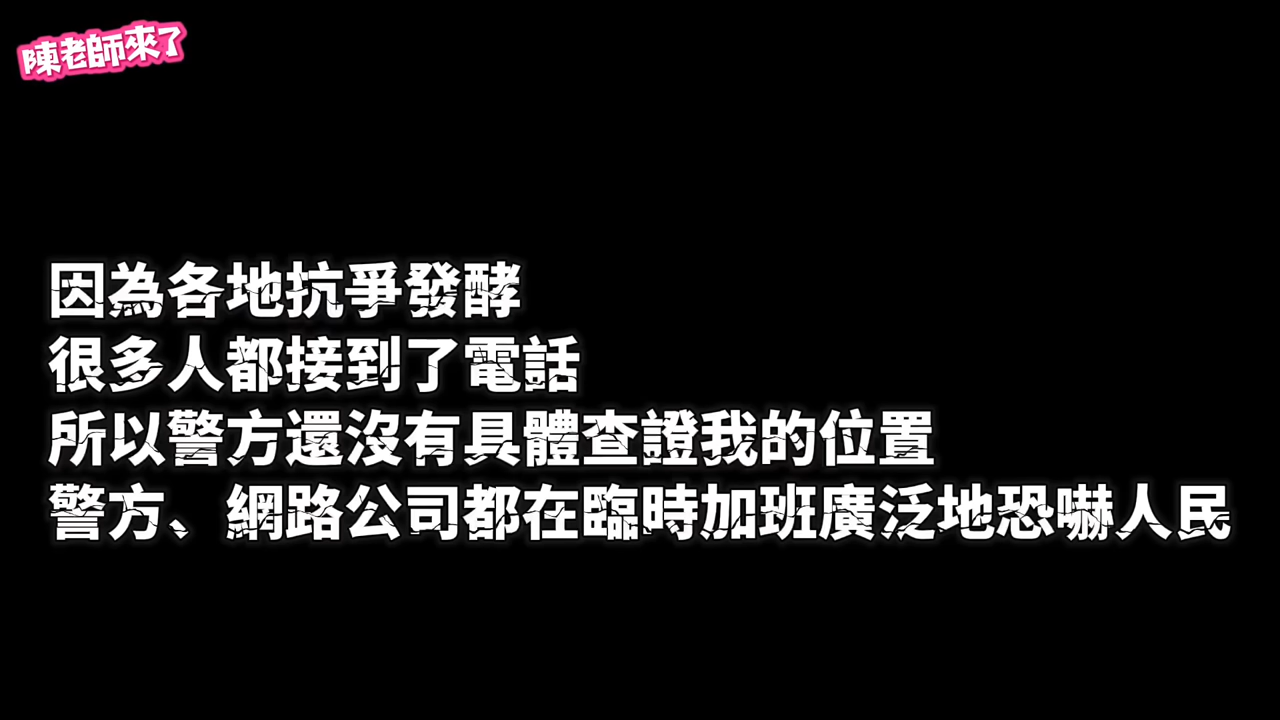 陳老師來了
因為各地抗爭發酵
很多人都接到了電話
所以警方還沒有具體查證我的位置
警方、網路公司都在臨時加班廣泛地恐嚇人民